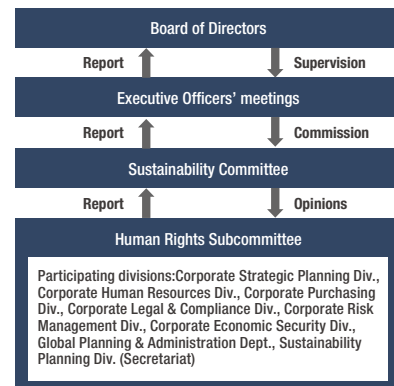 Board of Directors
Report Supervision
Executive Officers' meetings
Report Commission
Sustainability Committee
Report Opinions
Human Rights Subcommittee
Participating divisions:Corporate Strategic Planning Div.,
Corporate Human Resources Div., Corporate Purchasing
Div., Corporate Legal & Compliance Div., Corporate Risk
Management Div., Corporate Economic Security Div.,
Global Planning & Administration Dept., Sustainability
Planning Div. (Secretariat)